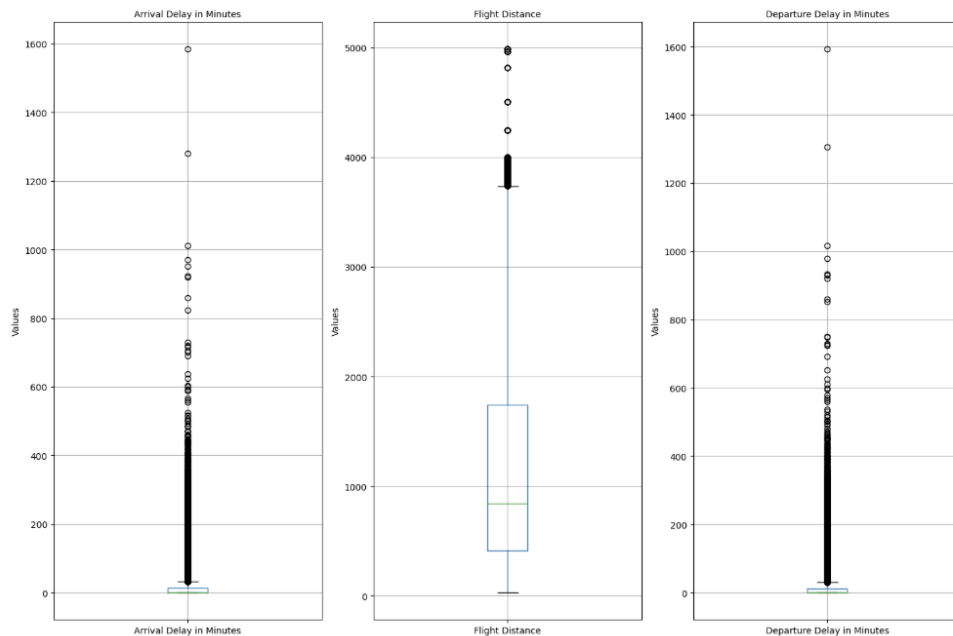 Arrival Delay in Minutes
Flight Distance
Departure Delay in Minutes
Values
1600
1400
1200
1000
800
600
400
200
0
Values
5000
4000
3000
2000
1000
0
Values
1600
1400
1200
1000
800
600
400
200
0
Arrival Delay in Minutes
Flight Distance
Departure Delay in Minutes